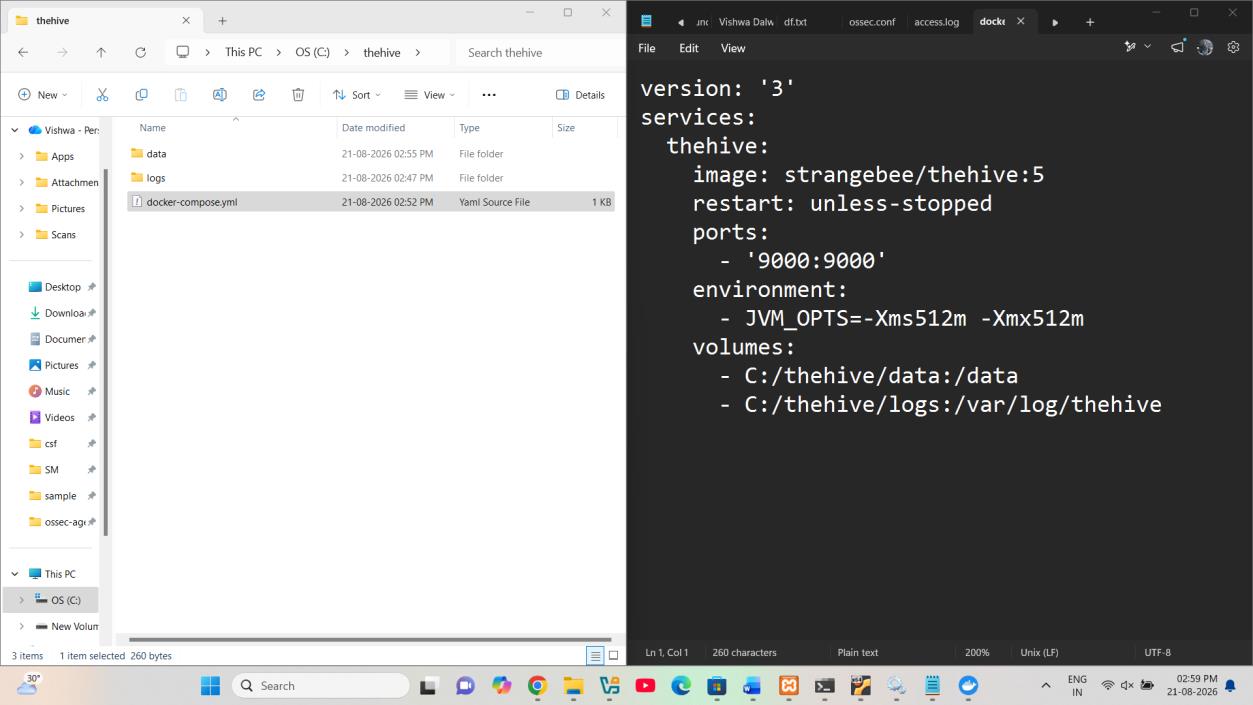 thehive
This PC
OS (C:)
thehive
Search thehive
New
Sort
View
Details
Vishwa - Pers
Apps
Attachmen
Pictures
Scans
Desktop
Downloa
Documer
Pictures
Music
Videos
csf
SM
sample
ossec-age
This PC
OS (C:)
New Volum
Name Date modified Type Size
data 21-08-2026 02:55 PM File folder
logs 21-08-2026 02:47 PM File folder
docker-compose.yml 21-08-2026 02:52 PM Yaml Source File 1 KB
3 items 1 item selected 260 bytes
Vishwa Dalw df.txt ossec.conf access.log docke
File Edit View
version: '3'
services:
  thehive:
    image: strangebee/thehive:5
    restart: unless-stopped
    ports:
      - '9000:9000'
    environment:
      - JVM_OPTS=-Xms512m -Xmx512m
    volumes:
      - C:/thehive/data:/data
      - C:/thehive/logs:/var/log/thehive
Ln 1, Col 1 260 characters Plain text 200% Unix (LF) UTF-8
30°
Search
ENG
IN
02:59 PM
21-08-2026